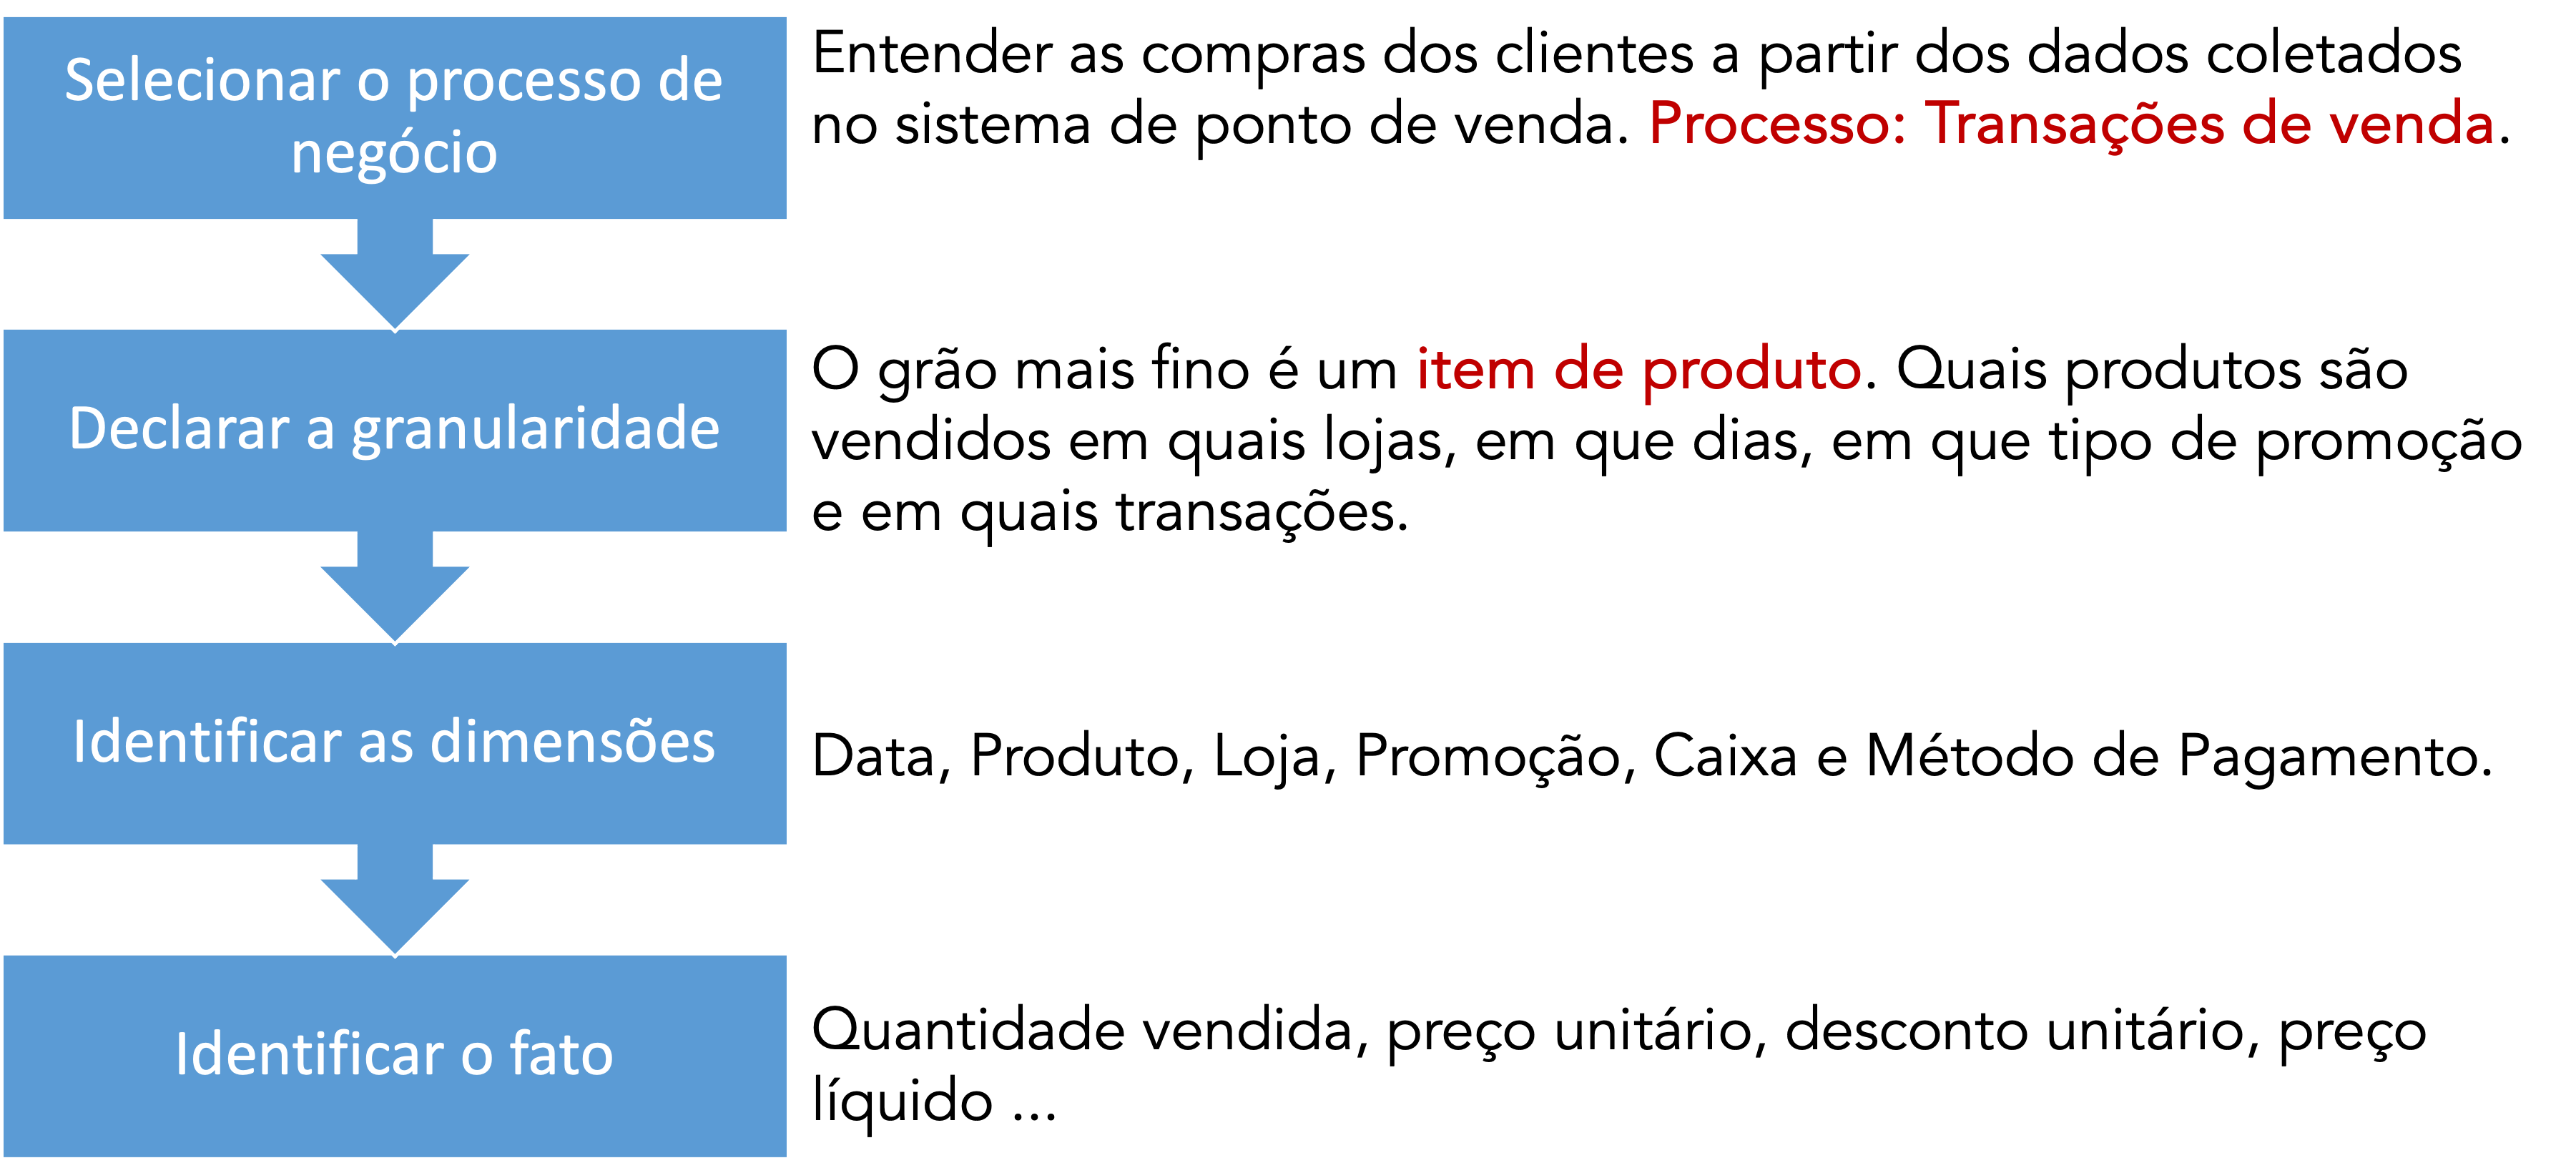 Selecionar o processo de
negócio
Entender as compras dos clientes a partir dos dados coletados
no sistema de ponto de venda. Processo: Transações de venda.
Declarar a granularidade
O grão mais fino é um item de produto. Quais produtos são
vendidos em quais lojas, em que dias, em que tipo de promoção
e em quais transações.
Identificar as dimensões
Data, Produto, Loja, Promoção, Caixa e Método de Pagamento.
Identificar o fato
Quantidade vendida, preço unitário, desconto unitário, preço
líquido ...